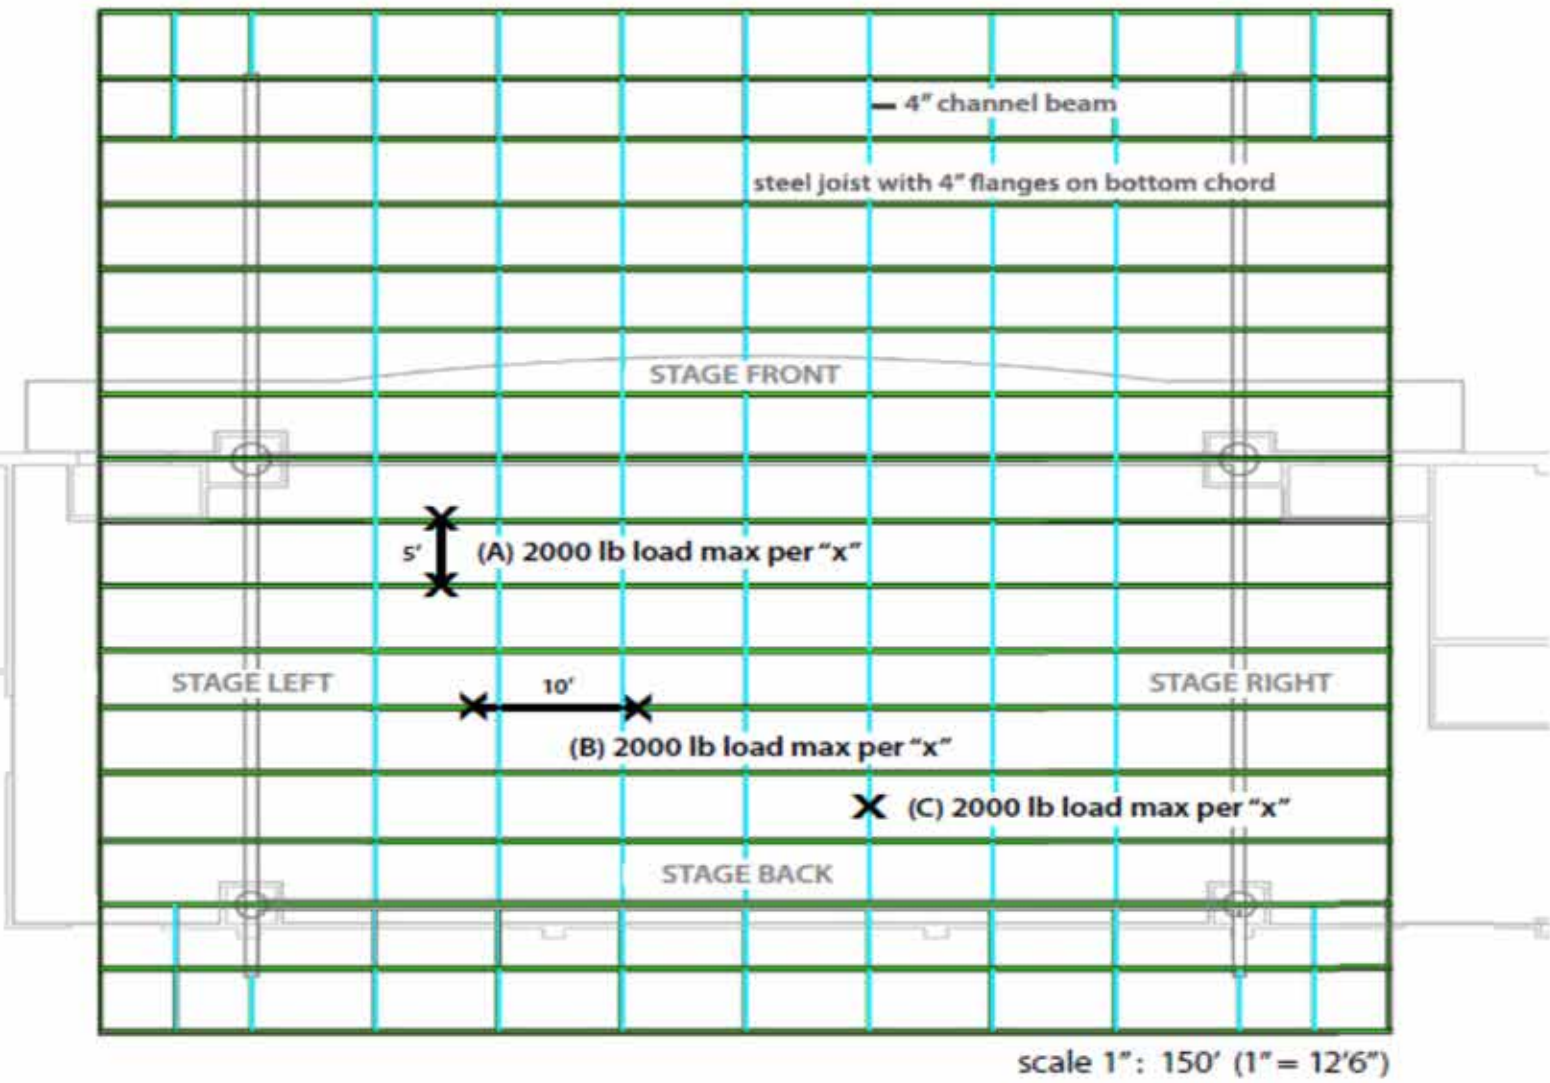 — 4" channel beam
steel joist with 4" flanges on bottom chord
STAGE FRONT
5' (A) 2000 lb load max per "x"
STAGE LEFT 10' STAGE RIGHT
(B) 2000 lb load max per "x"
(C) 2000 lb load max per "x"
STAGE BACK
scale 1": 150' (1" = 12'6")